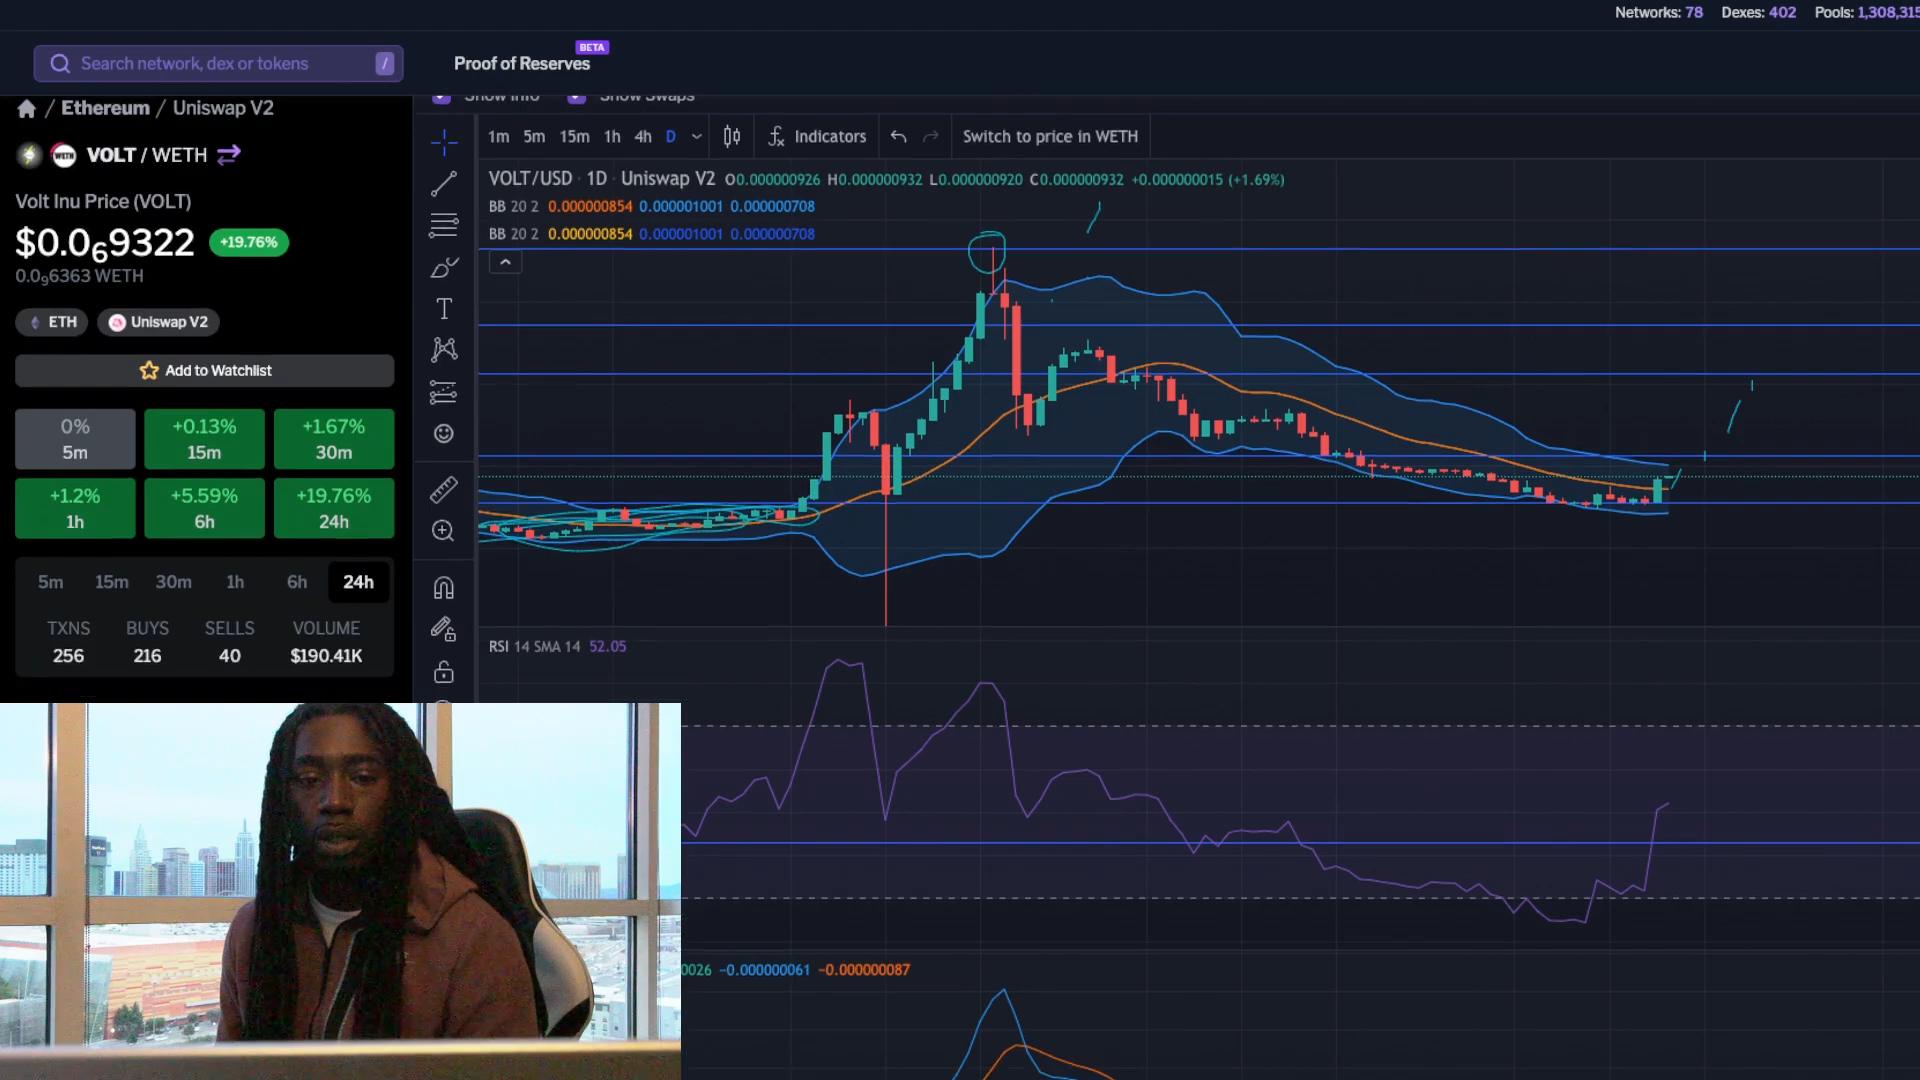 Networks: 78 Dexes: 402 Pools: 1,308,315
Search network, dex or tokens /
Proof of Reserves BETA
Show Info Show Swaps
/ Ethereum / Uniswap V2
VOLT / WETH
Volt Inu Price (VOLT)
$0.0₆9322 +19.76%
0.0₉6363 WETH
ETH Uniswap V2
Add to Watchlist
0% +0.13% +1.67%
5m 15m 30m
+1.2% +5.59% +19.76%
1h 6h 24h
5m 15m 30m 1h 6h 24h
TXNS BUYS SELLS VOLUME
256 216 40 $190.41K
1m 5m 15m 1h 4h D Indicators Switch to price in WETH
VOLT/USD · 1D · Uniswap V2 O0.000000926 H0.000000932 L0.000000920 C0.000000932 +0.000000015 (+1.69%)
BB 20 2 0.000000854 0.000001001 0.000000708
BB 20 2 0.000000854 0.000001001 0.000000708
RSI 14 SMA 14 52.05
0026 −0.000000061 −0.000000087